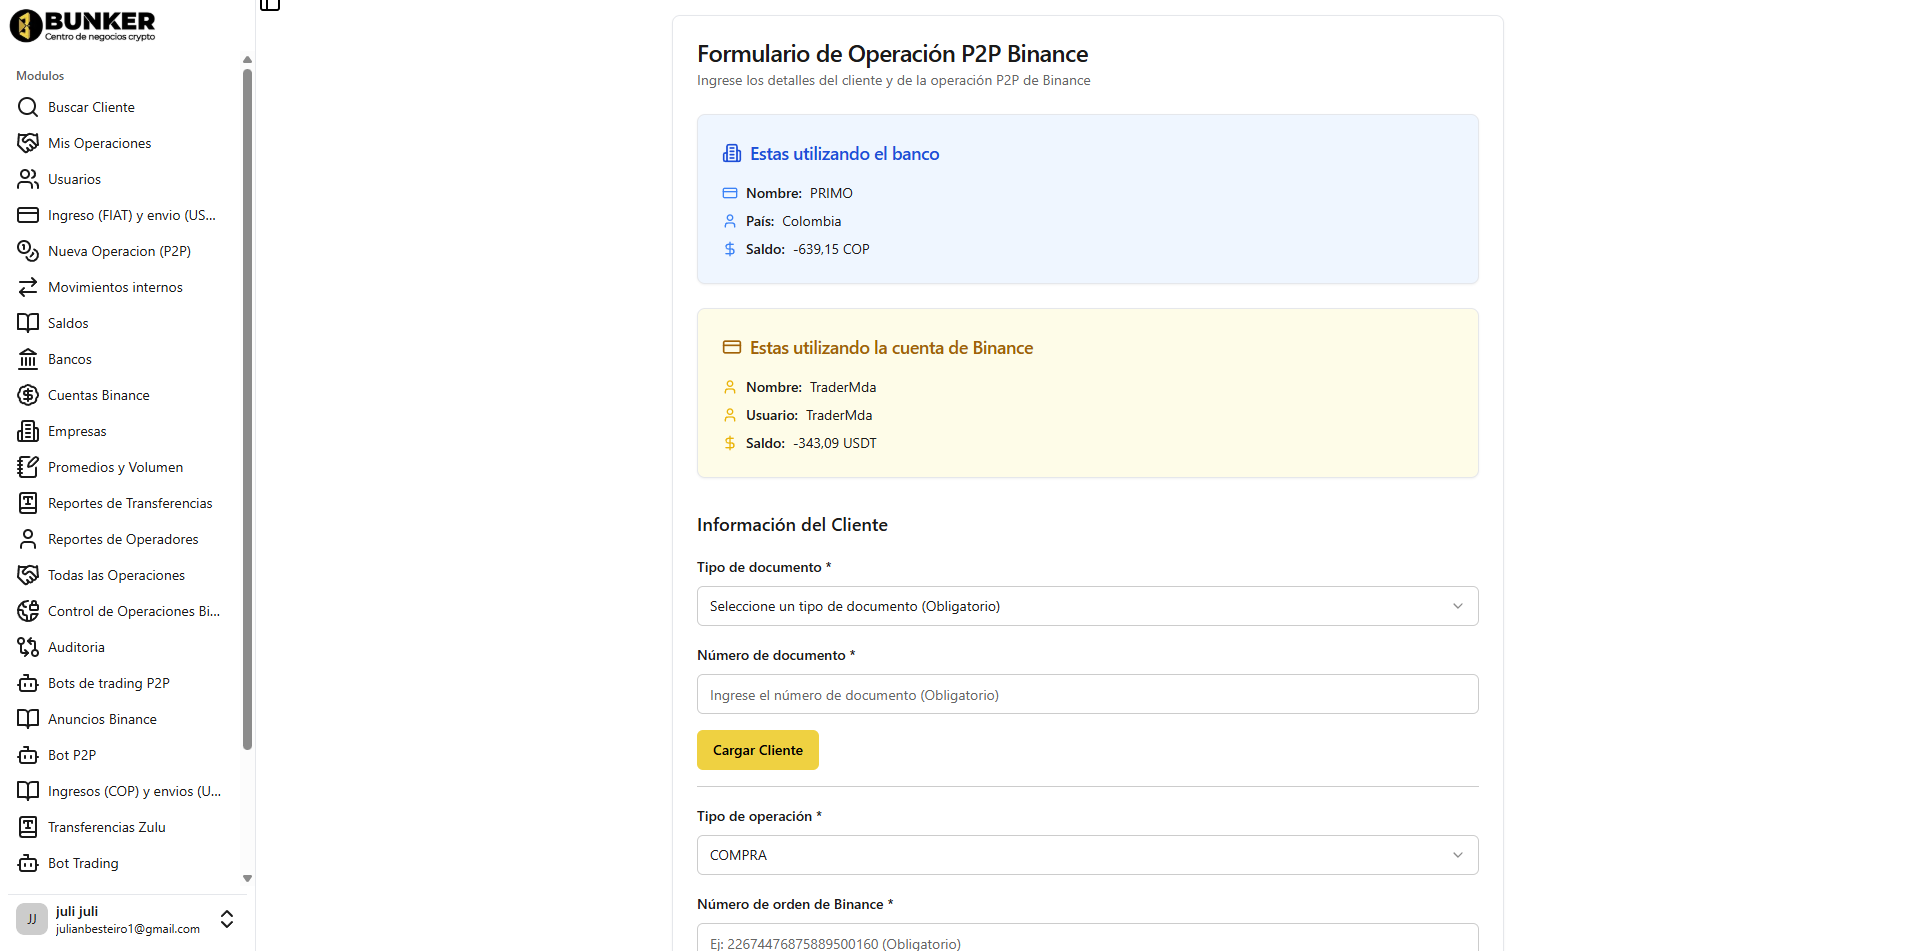 BUNKER
Centro de negocios crypto
Modulos
Buscar Cliente
Mis Operaciones
Usuarios
Ingreso (FIAT) y envio (US...
Nueva Operacion (P2P)
Movimientos internos
Saldos
Bancos
Cuentas Binance
Empresas
Promedios y Volumen
Reportes de Transferencias
Reportes de Operadores
Todas las Operaciones
Control de Operaciones Bi...
Auditoria
Bots de trading P2P
Anuncios Binance
Bot P2P
Ingresos (COP) y envios (U...
Transferencias Zulu
Bot Trading
JJ
juli juli
julianbesteiro1@gmail.com
Formulario de Operación P2P Binance
Ingrese los detalles del cliente y de la operación P2P de Binance
Estas utilizando el banco
Nombre: PRIMO
País: Colombia
Saldo: -639,15 COP
Estas utilizando la cuenta de Binance
Nombre: TraderMda
Usuario: TraderMda
Saldo: -343,09 USDT
Información del Cliente
Tipo de documento *
Seleccione un tipo de documento (Obligatorio)
Número de documento *
Ingrese el número de documento (Obligatorio)
Cargar Cliente
Tipo de operación *
COMPRA
Número de orden de Binance *
Ej: 22674476875889500160 (Obligatorio)